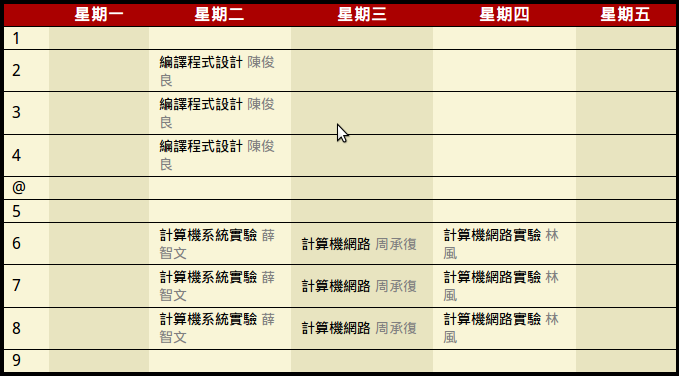 星期一 星期二 星期三 星期四 星期五
1
2 編譯程式設計 陳俊良
3 編譯程式設計 陳俊良
4 編譯程式設計 陳俊良
@
5
6 計算機系統實驗 薛智文 計算機網路 周承復 計算機網路實驗 林風
7 計算機系統實驗 薛智文 計算機網路 周承復 計算機網路實驗 林風
8 計算機系統實驗 薛智文 計算機網路 周承復 計算機網路實驗 林風
9